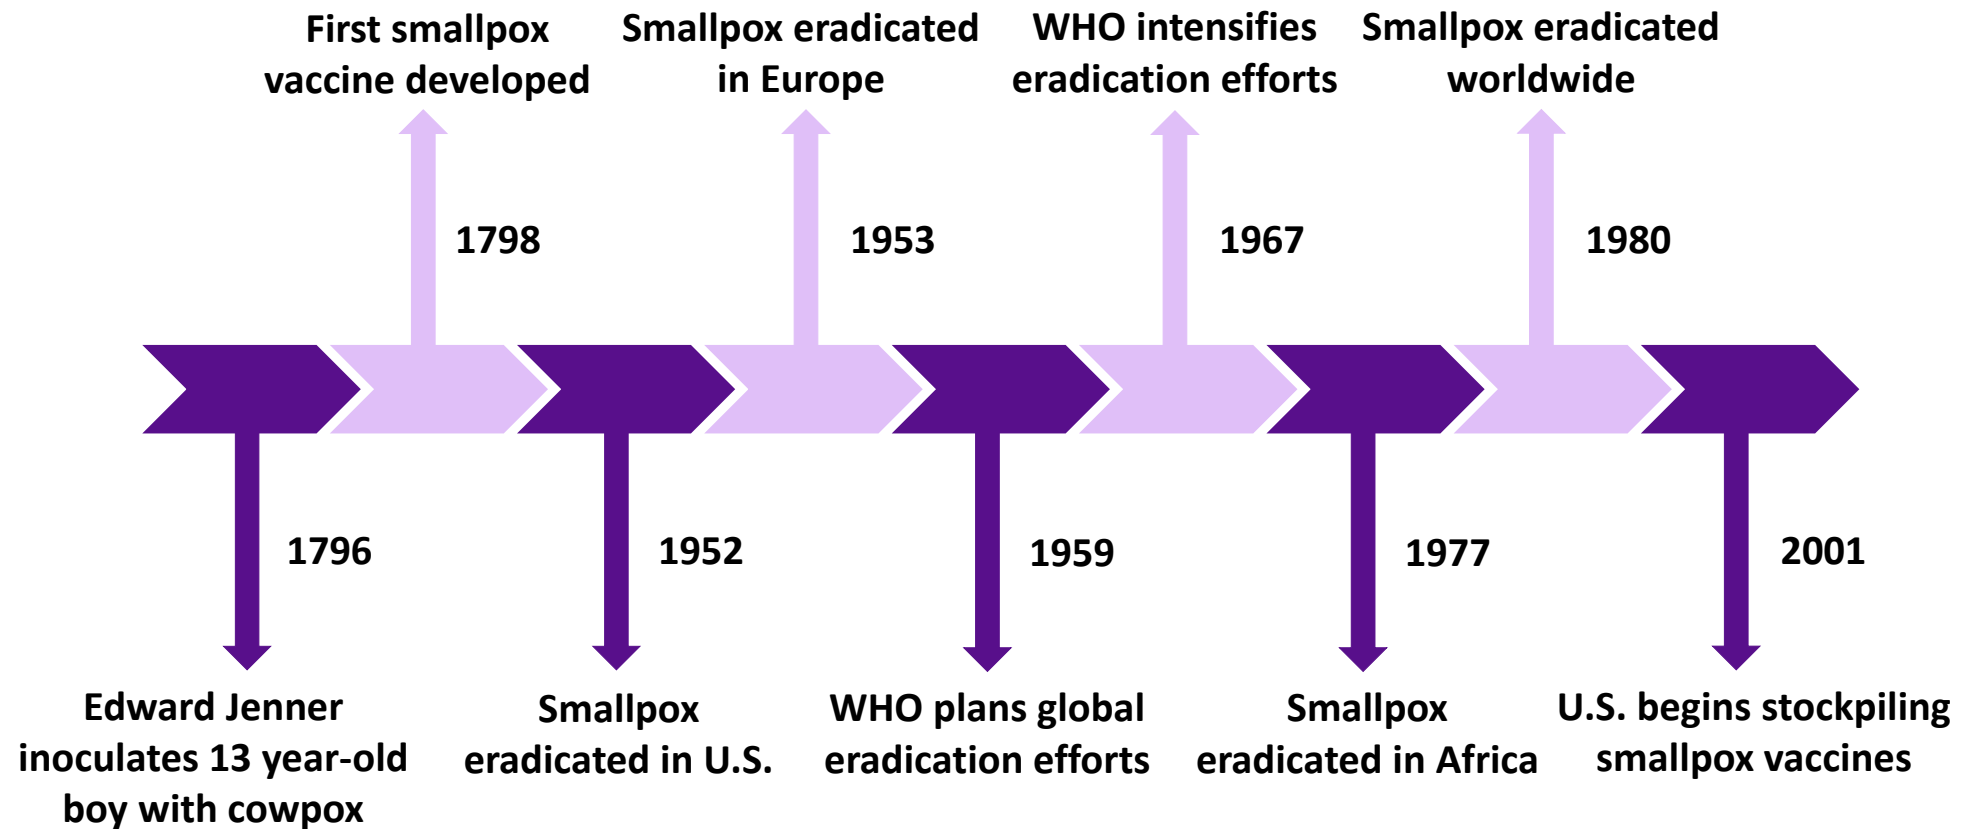 First smallpox
vaccine developed
Smallpox eradicated
in Europe
WHO intensifies
eradication efforts
Smallpox eradicated
worldwide
1798
1953
1967
1980
1796
1952
1959
1977
2001
Edward Jenner
inoculates 13 year-old
boy with cowpox
Smallpox
eradicated in U.S.
WHO plans global
eradication efforts
Smallpox
eradicated in Africa
U.S. begins stockpiling
smallpox vaccines